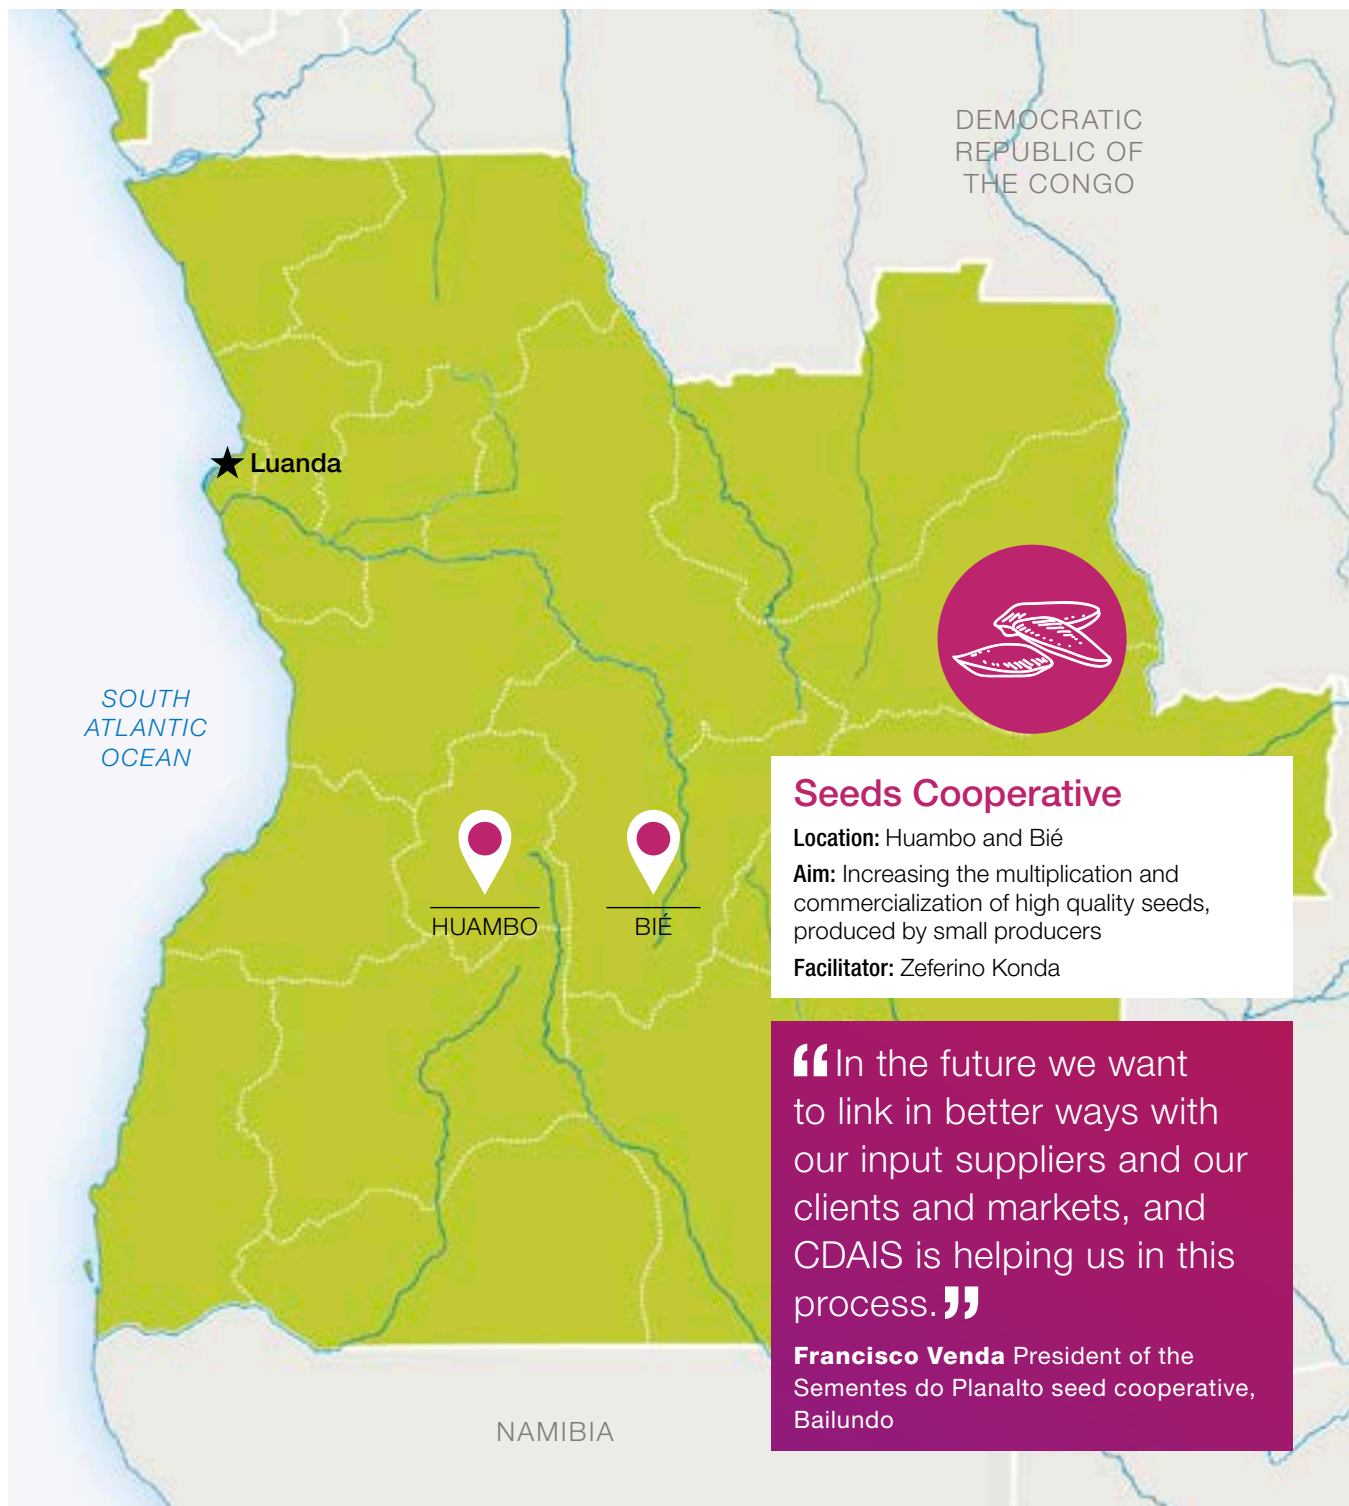 DEMOCRATIC
REPUBLIC OF
THE CONGO
Luanda
SOUTH
ATLANTIC
OCEAN
HUAMBO
BIÉ
Seeds Cooperative
Location: Huambo and Bié
Aim: Increasing the multiplication and
commercialization of high quality seeds,
produced by small producers
Facilitator: Zeferino Konda
“In the future we want
to link in better ways with
our input suppliers and our
clients and markets, and
CDAIS is helping us in this
process.”
Francisco Venda President of the
Sementes do Planalto seed cooperative,
Bailundo
NAMIBIA